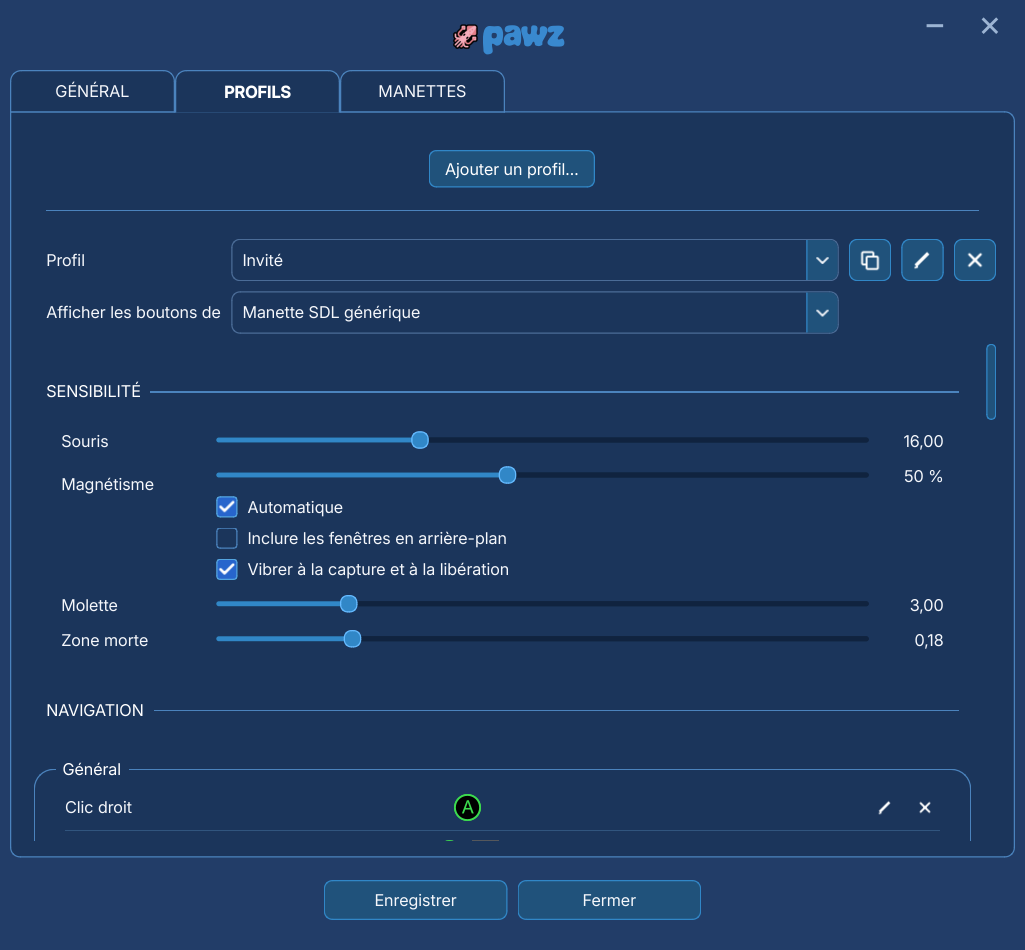 pawz
GÉNÉRAL
PROFILS
MANETTES
Ajouter un profil...
Profil
Invité
Afficher les boutons de
Manette SDL générique
SENSIBILITÉ
Souris
16,00
Magnétisme
50 %
Automatique
Inclure les fenêtres en arrière-plan
Vibrer à la capture et à la libération
Molette
3,00
Zone morte
0,18
NAVIGATION
Général
Clic droit
A
Enregistrer
Fermer